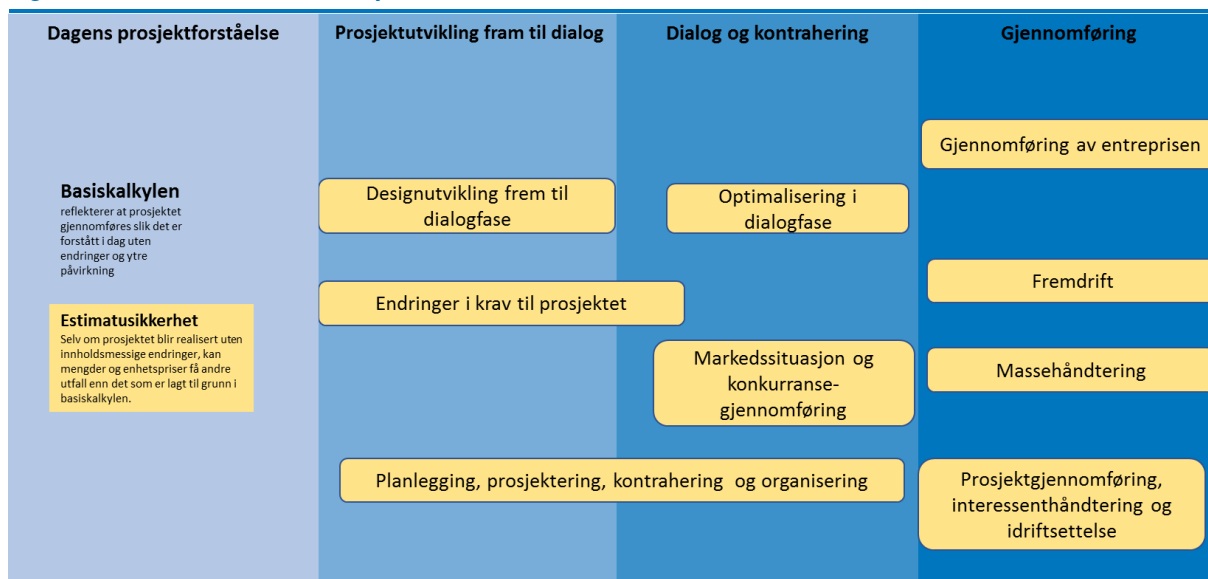 Dagens prosjektforståelse
Prosjektutvikling fram til dialog
Dialog og kontrahering
Gjennomføring
Basiskalkylen
reflekterer at prosjektet
gjennomføres slik det er
forstått i dag uten
endringer og ytre
påvirkning
Estimatusikkerhet
Selv om prosjektet blir realisert uten
innholdsmessige endringer, kan
mengder og enhetspriser få andre
utfall enn det som er lagt til grunn i
basiskalkylen.
Designutvikling frem til
dialogfase
Endringer i krav til prosjektet
Planlegging, prosjektering, kontrahering og organisering
Optimalisering i
dialogfase
Markedssituasjon og
konkurranse-
gjennomføring
Gjennomføring av entreprisen
Fremdrift
Massehåndtering
Prosjektgjennomføring,
interessenthåndtering og
idriftsettelse